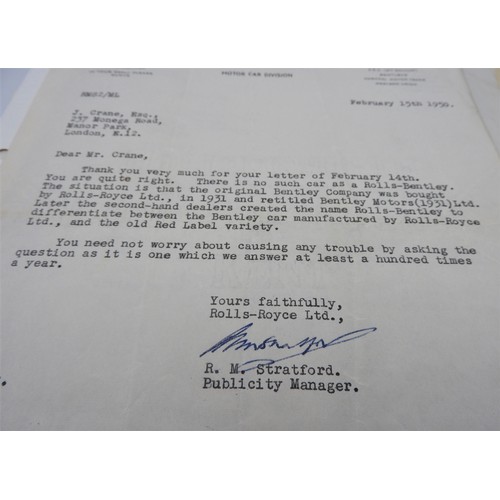 MOTOR CAR DIVISION
February 15th 1950.
J. Crane, Esq.,
237 Monega Road,
Manor Park,
London, E.12.
Dear Mr. Crane,
Thank you very much for your letter of February 14th.
You are quite right. There is no such car as a Rolls-Bentley.
The situation is that the original Bentley Company was bought
by Rolls-Royce Ltd., in 1931 and retitled Bentley Motors(1931)Ltd.
Later the second-hand dealers created the name Rolls-Bentley to
differentiate between the Bentley car manufactured by Rolls-Royce
Ltd., and the old Red Label variety.
You need not worry about causing any trouble by asking the
question as it is one which we answer at least a hundred times
a year.
Yours faithfully,
Rolls-Royce Ltd.,
R. M. Stratford.
Publicity Manager.